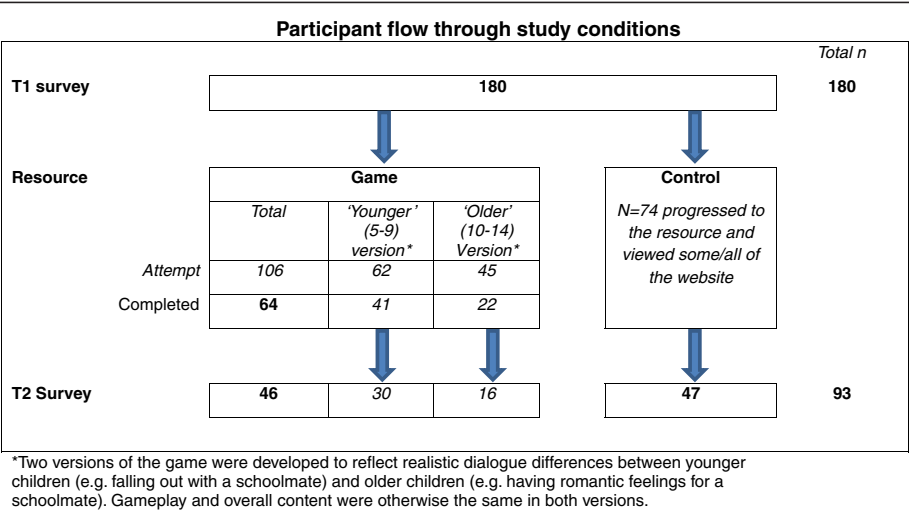 Participant flow through study conditions
Total n
T1 survey 180 180
Resource Game Control
Total ‘Younger’ ‘Older’ N=74 progressed to
(5-9) (10-14) the resource and
version* Version* viewed some/all of
Attempt 106 62 45 the website
Completed 64 41 22
T2 Survey 46 30 16 47 93
*Two versions of the game were developed to reflect realistic dialogue differences between younger
children (e.g. falling out with a schoolmate) and older children (e.g. having romantic feelings for a
schoolmate). Gameplay and overall content were otherwise the same in both versions.